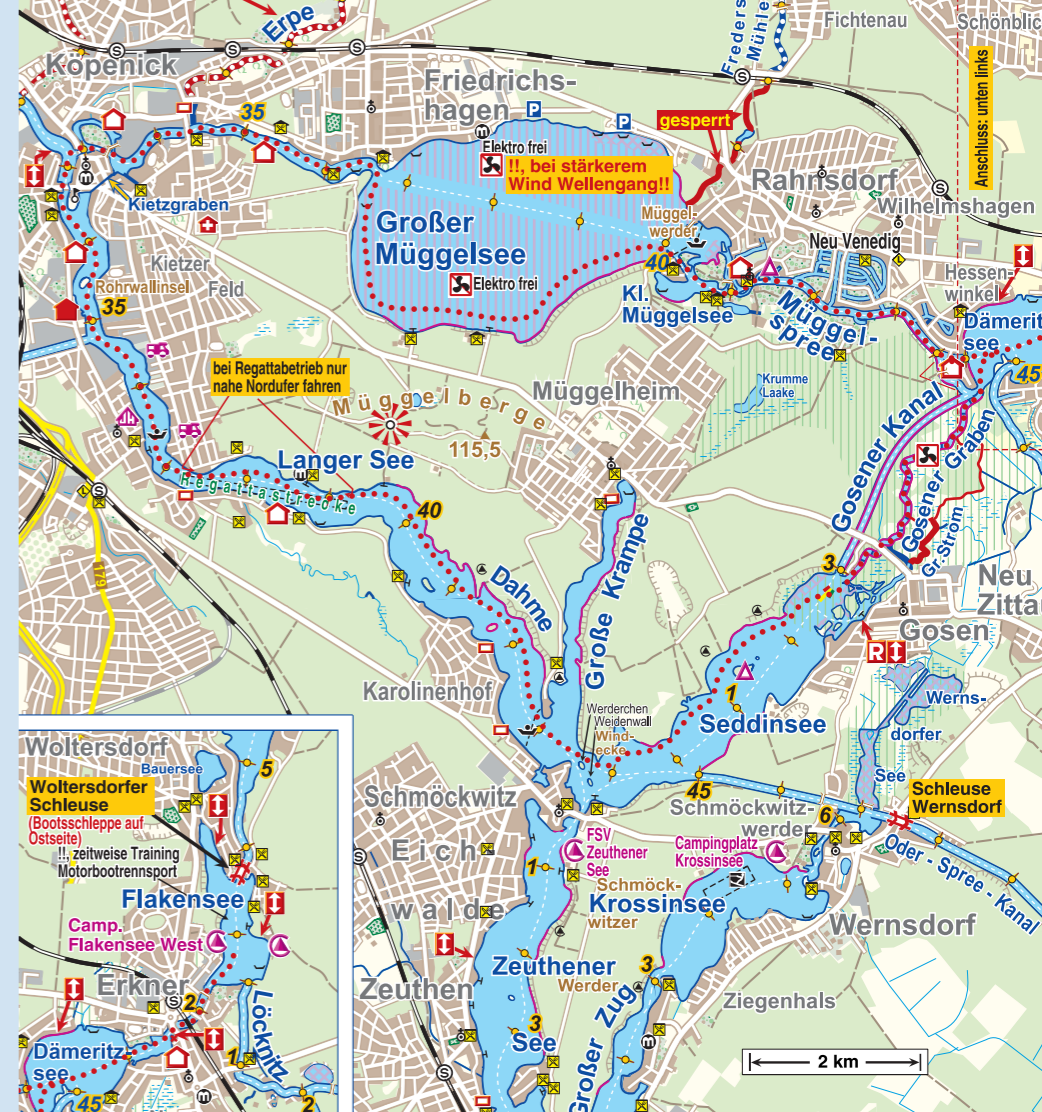 Erpe
Fichtenau
Schönblic
Köpenick
Friedrichs-
hagen
Freders
Mühle
Anschluss: unten links
35
P
P
gesperrt
Elektro frei
!!, bei stärkerem
Wind Wellengang!!
Rahnsdorf
Wilhelmshagen
Kietzgraben
Großer
Müggelsee
Müggel-
werder
Neu Venedig
Kietzer
Feld
Rohrwallinsel
Elektro frei
40
Hessen-
winkel
35
Kl.
Müggelsee
Müggel-
spree
Dämerit
see
45
bei Regattabetrieb nur
nahe Nordufer fahren
Müggelheim
Krumme
Laake
Müggelberge
115,5
Langer See
Regattastrecke
40
Gosener Kanal
Gosener Graben
Gr. Strom
179
Dahme
Große Krampe
3
Neu
Zitta
Gosen
R
Karolinenhof
1
Seddinsee
Werns-
dorfer
See
Werderchen
Weidenwall
Wind-
ecke
45
Schleuse
Wernsdorf
Schmöckwitz
Schmöckwitz-
werder
6
Oder - Spree - Kanal
Eich-
walde
1
FSV
Zeuthener
See
Campingplatz
Krossinsee
Schmöck-
witzer
Krossinsee
Wernsdorf
Zeuthener
Werder
See
3
Zeuthen
3
Großer Zug
Ziegenhals
2 km
Woltersdorf
Bauersee
5
Woltersdorfer
Schleuse
(Bootsschleppe auf
Ostseite)
!!, zeitweise Training
Motorbootrennsport
Flakensee
Camp.
Flakensee West
Erkner
2
Löcknitz
Dämeritz-
see
1
45
2